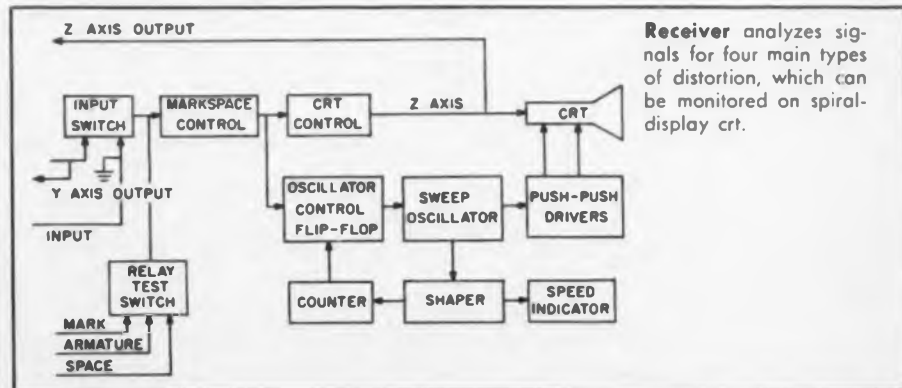 Z AXIS OUTPUT
Receiver analyzes sig-
nals for four main types
of distortion, which can
be monitored on spiral-
display crt.
INPUT
SWITCH
MARKSPACE
CONTROL
CRT
CONTROL
Z AXIS
CRT
Y AXIS OUTPUT
INPUT
OSCILLATOR
CONTROL
FLIP-FLOP
SWEEP
OSCILLATOR
PUSH-PUSH
DRIVERS
RELAY
TEST
SWITCH
COUNTER
SHAPER
SPEED
INDICATOR
MARK
ARMATURE
SPACE